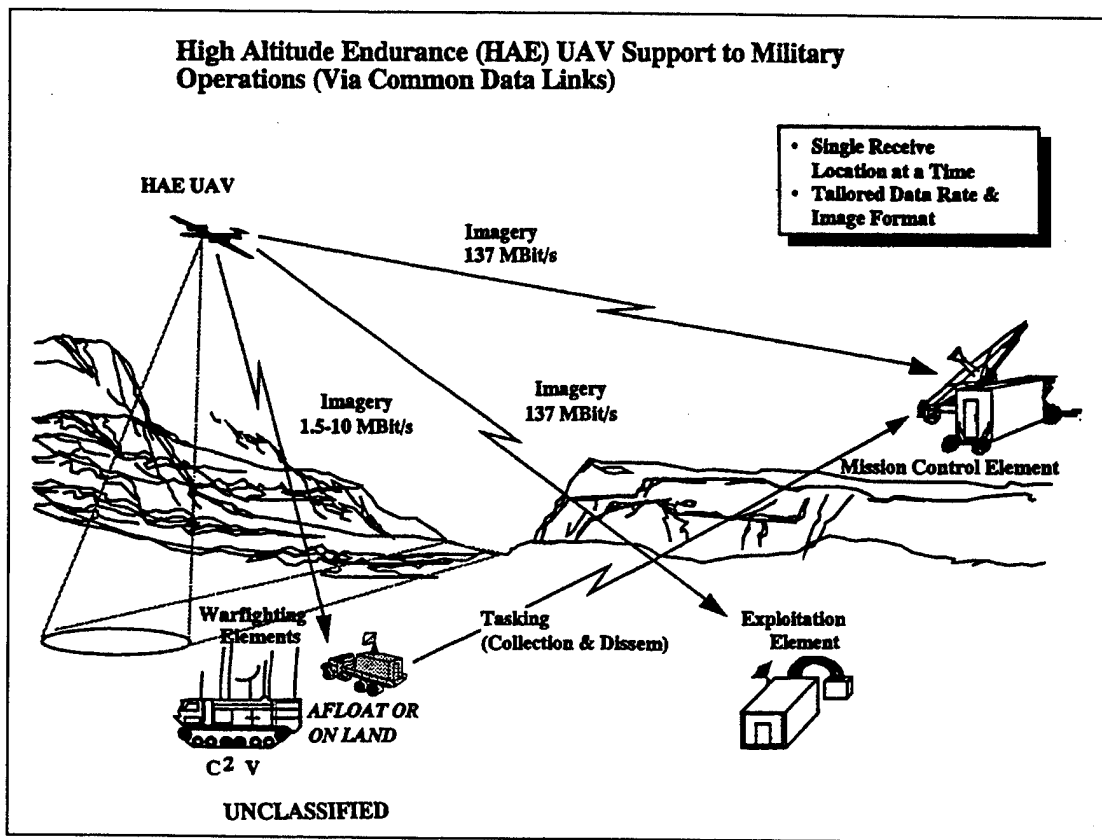 High Altitude Endurance (HAE) UAV Support to Military
Operations (Via Common Data Links)
• Single Receive
Location at a Time
• Tailored Data Rate &
Image Format
HAE UAV
Imagery
137 MBit/s
Imagery
1.5-10 MBit/s
Imagery
137 MBit/s
Mission Control Element
Warfighting
Elements
Tasking
(Collection & Dissem)
Exploitation
Element
AFLOAT OR
ON LAND
C2 V
UNCLASSIFIED